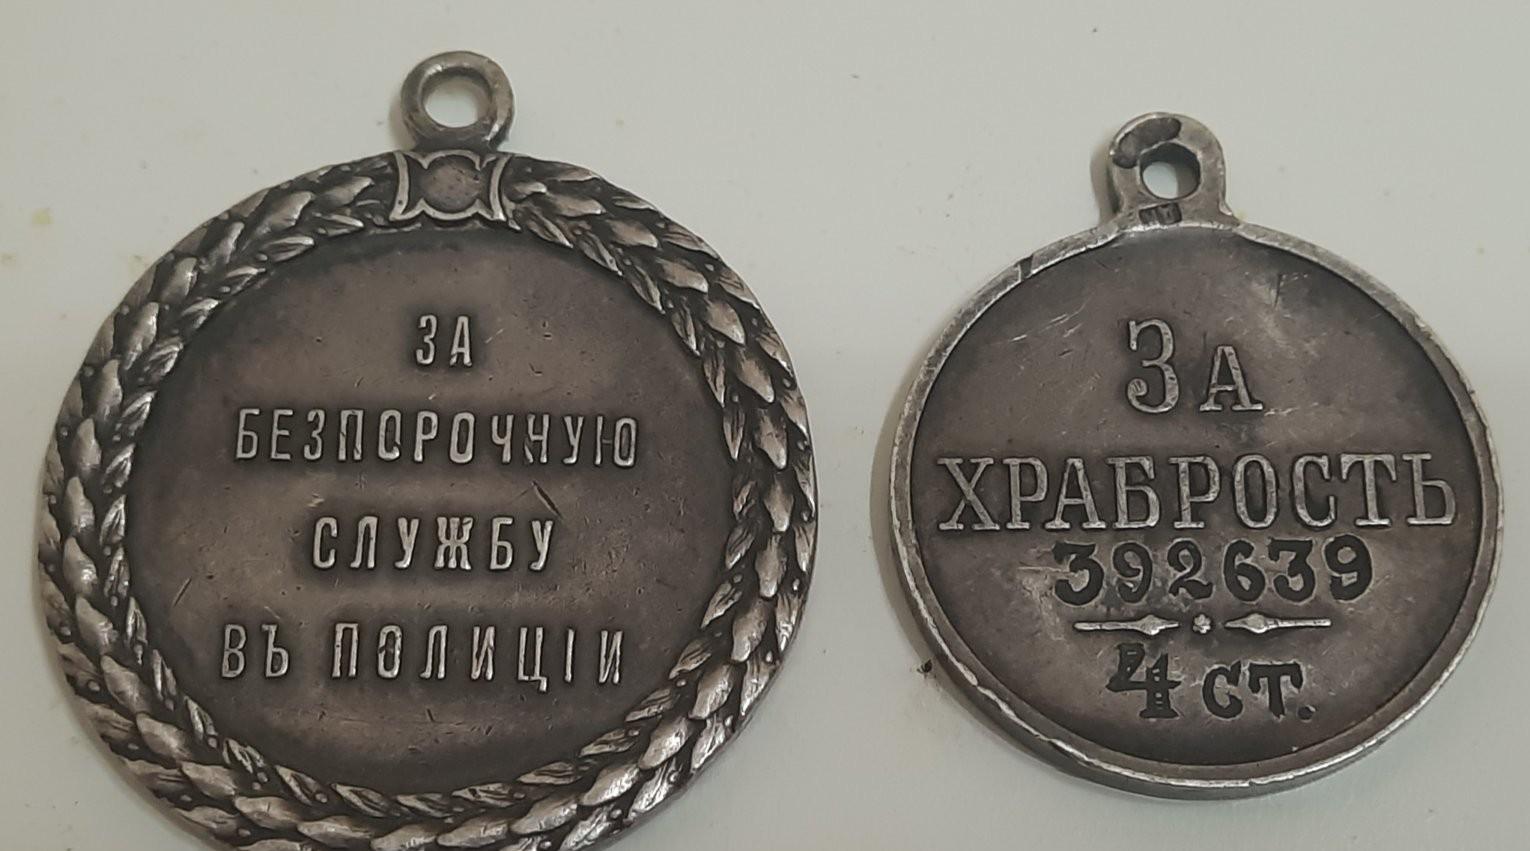 ЗА
БЕЗПОРОЧНУЮ
СЛУЖБУ
ВЪ ПОЛИЦІИ
ЗА
ХРАБРОСТЬ
392639
4 СТ.